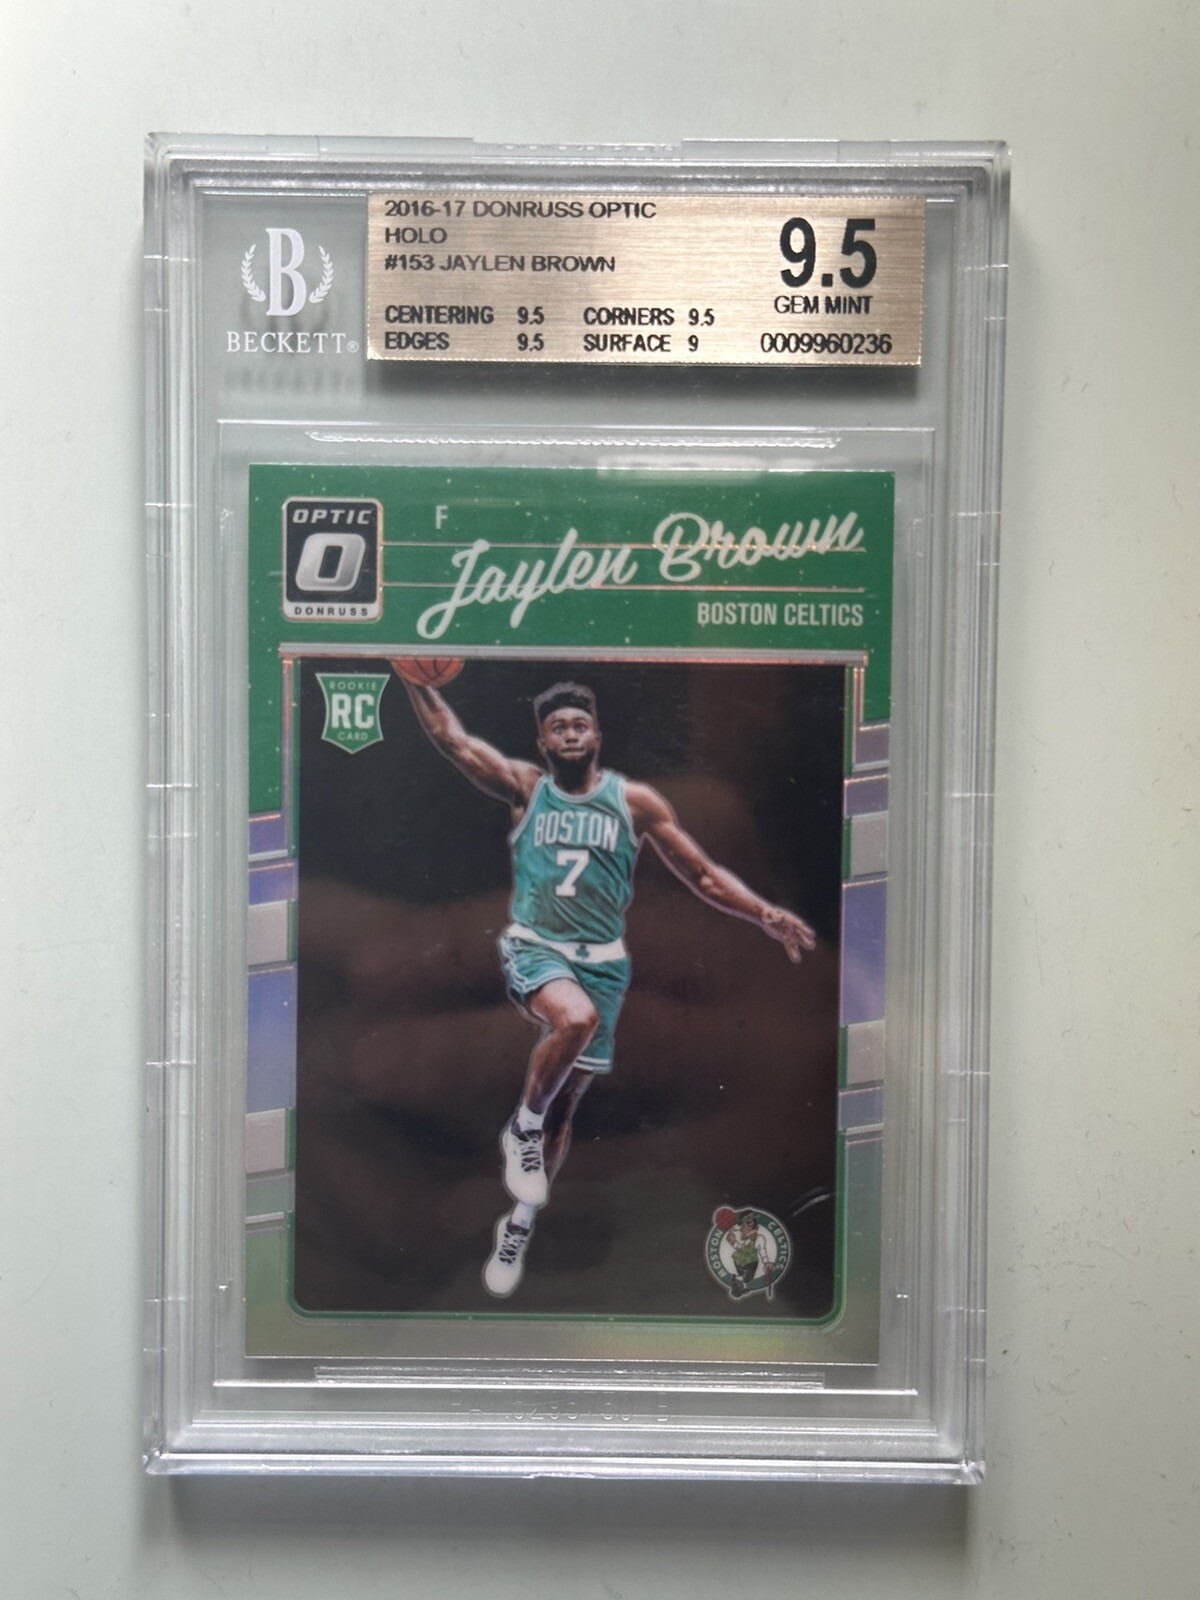 2016-17 DONRUSS OPTIC
HOLO
#153 JAYLEN BROWN
CENTERING 9.5 CORNERS 9.5
EDGES 9.5 SURFACE 9
9.5
GEM MINT
0009960236
B
BECKETT®
OPTIC
O
DONRUSS
F
Jaylen Brown
BOSTON CELTICS
ROOKIE
RC
CARD
BOSTON
7
BOSTON CELTICS